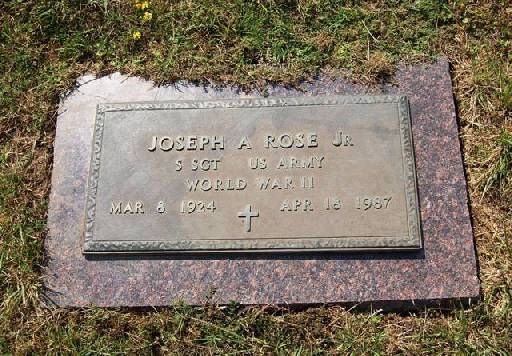 JOSEPH A ROSE JR
S SGT US ARMY
WORLD WAR II
MAR 8 1924 APR 18 1987